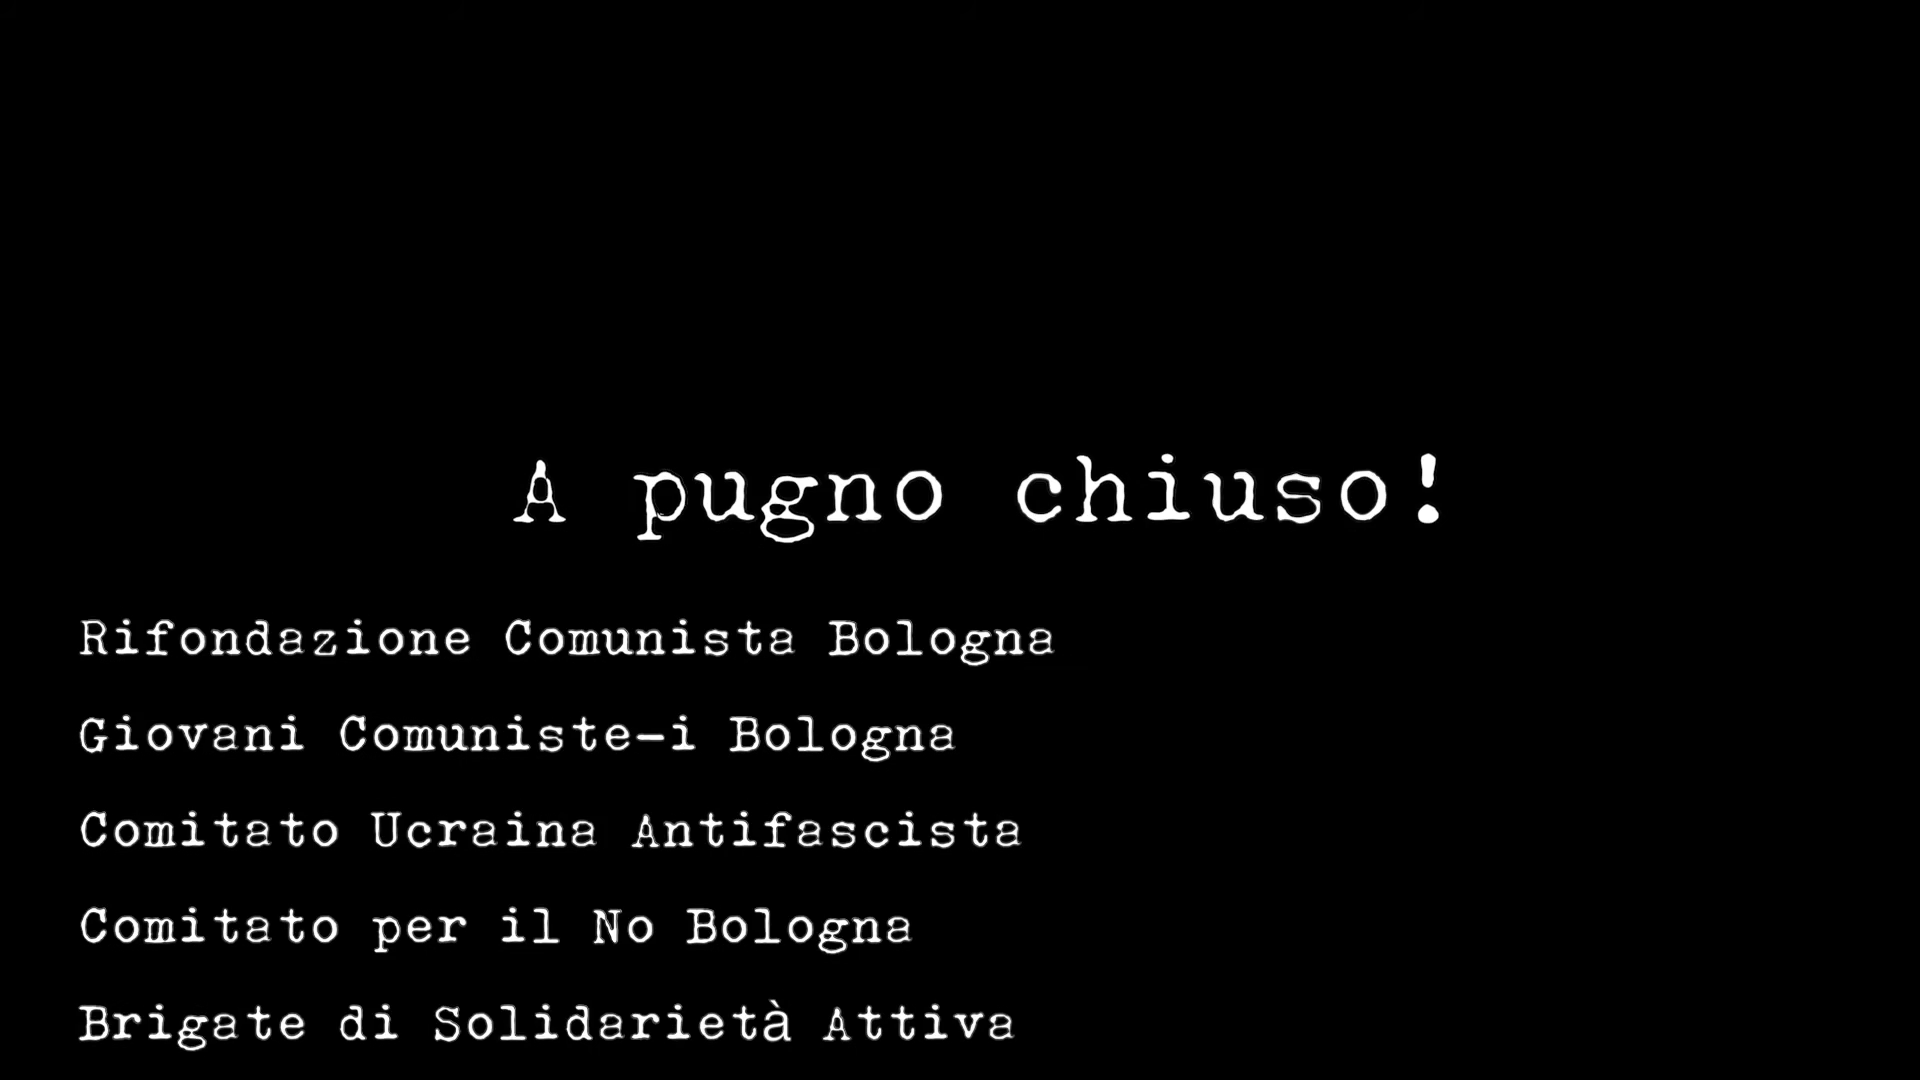 A pugno chiuso!
Rifondazione Comunista Bologna
Giovani Comuniste-i Bologna
Comitato Ucraina Antifascista
Comitato per il No Bologna
Brigate di Solidarietà Attiva